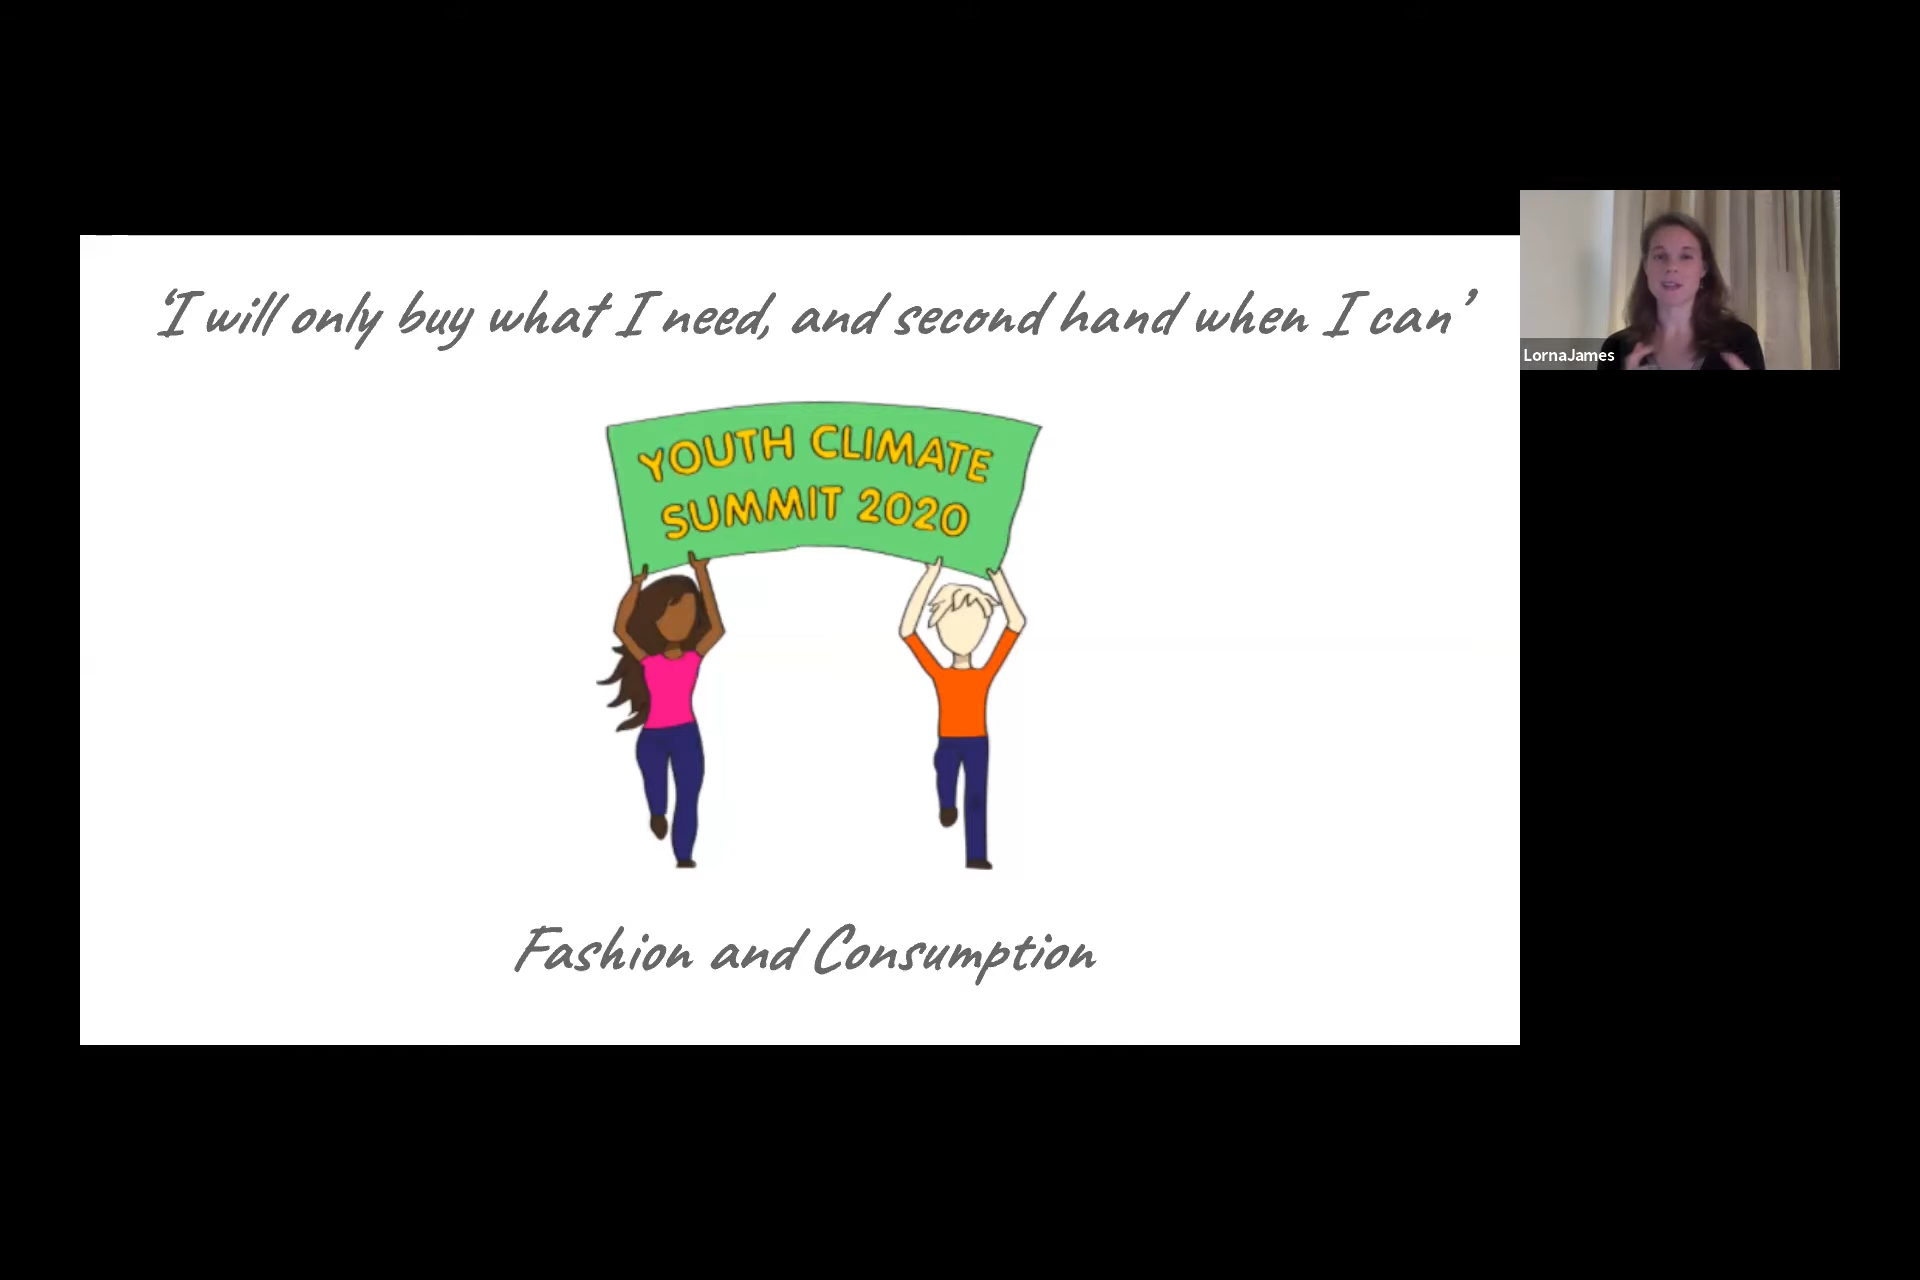 ‘I will only buy what I need, and second hand when I can’
LornaJames
YOUTH CLIMATE
SUMMIT 2020
Fashion and Consumption